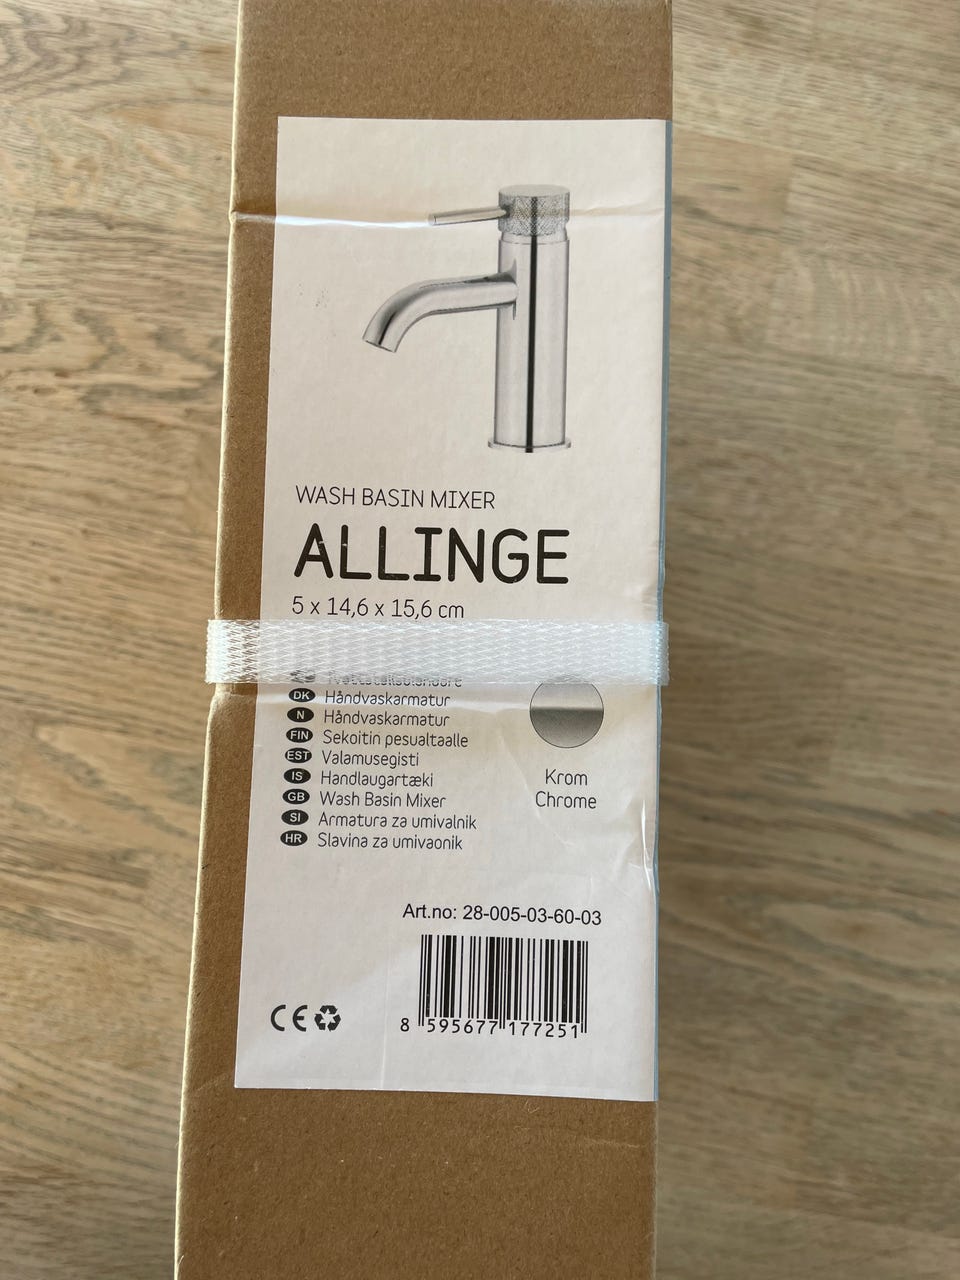 WASH BASIN MIXER
ALLINGE
5 x 14,6 x 15,6 cm
DK Håndvaskarmatur
N Håndvaskarmatur
FIN Sekoitin pesualtaalle
EST Valamusegisti
IS Handlaugartæki
GB Wash Basin Mixer
SI Armatura za umivalnik
HR Slavina za umivaonik
Krom
Chrome
Art.no: 28-005-03-60-03
8 595677 177251
CE